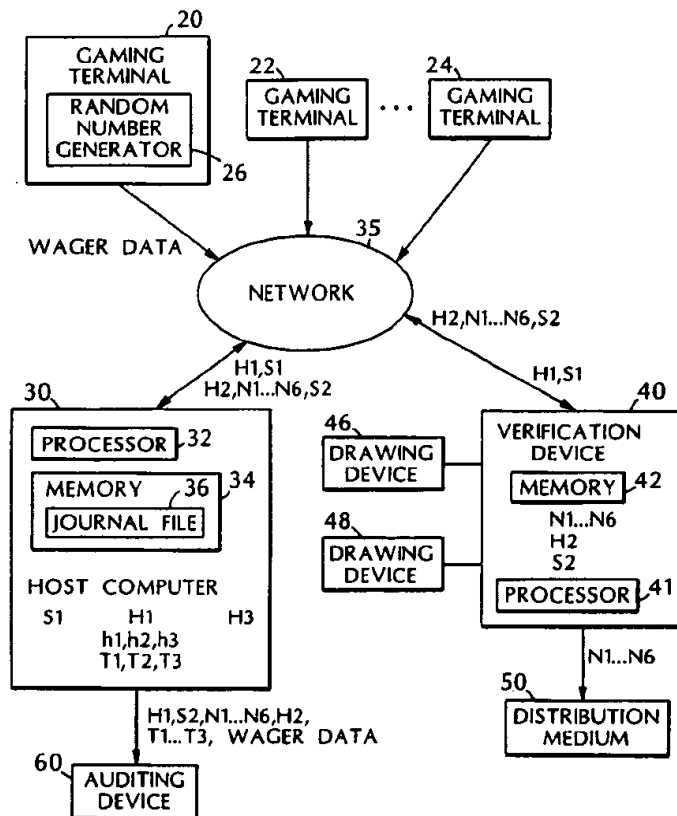 20
GAMING
TERMINAL
RANDOM
NUMBER
GENERATOR
26
22
GAMING
TERMINAL
...
24
GAMING
TERMINAL
WAGER DATA
35
NETWORK
H1,S1
H2,N1...N6,S2
H2,N1...N6,S2
H1,S1
30
PROCESSOR
32
MEMORY
34
36
JOURNAL FILE
HOST COMPUTER
S1 H1 H3
h1,h2,h3
T1,T2,T3
46
DRAWING
DEVICE
48
DRAWING
DEVICE
40
VERIFICATION
DEVICE
MEMORY
42
N1...N6
H2
S2
PROCESSOR
41
N1...N6
50
DISTRIBUTION
MEDIUM
H1,S2,N1...N6,H2,
T1...T3, WAGER DATA
60
AUDITING
DEVICE